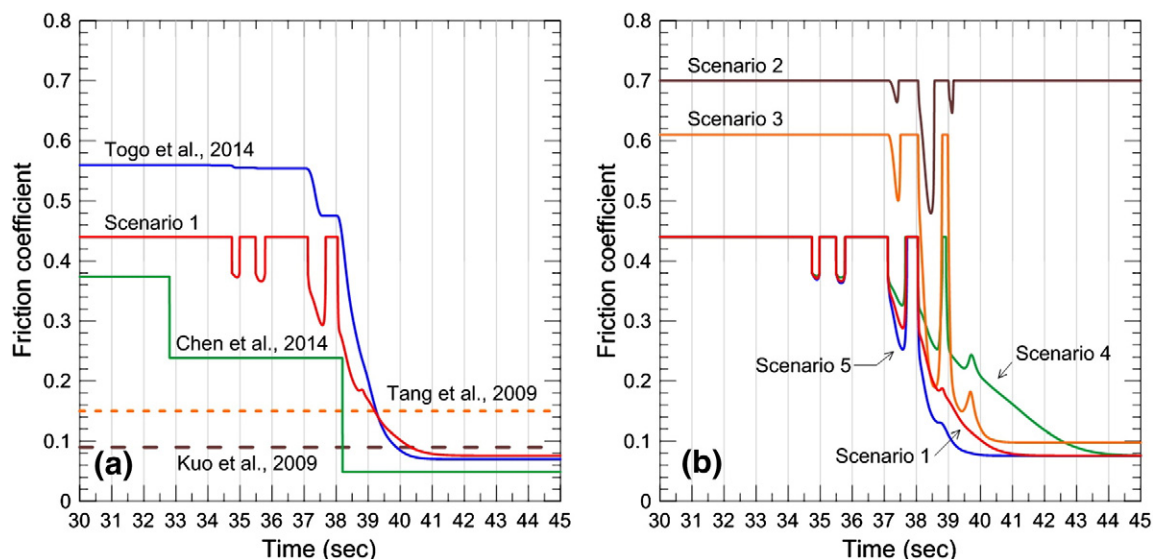 0.8
0.7
0.6
0.5
0.4
0.3
0.2
0.1
0
Friction coefficient
Togo et al., 2014
Scenario 1
Chen et al., 2014
Tang et al., 2009
Kuo et al., 2009
(a)
30 31 32 33 34 35 36 37 38 39 40 41 42 43 44 45
Time (sec)
0.8
0.7
0.6
0.5
0.4
0.3
0.2
0.1
0
Friction coefficient
Scenario 2
Scenario 3
Scenario 5
Scenario 4
Scenario 1
(b)
30 31 32 33 34 35 36 37 38 39 40 41 42 43 44 45
Time (sec)